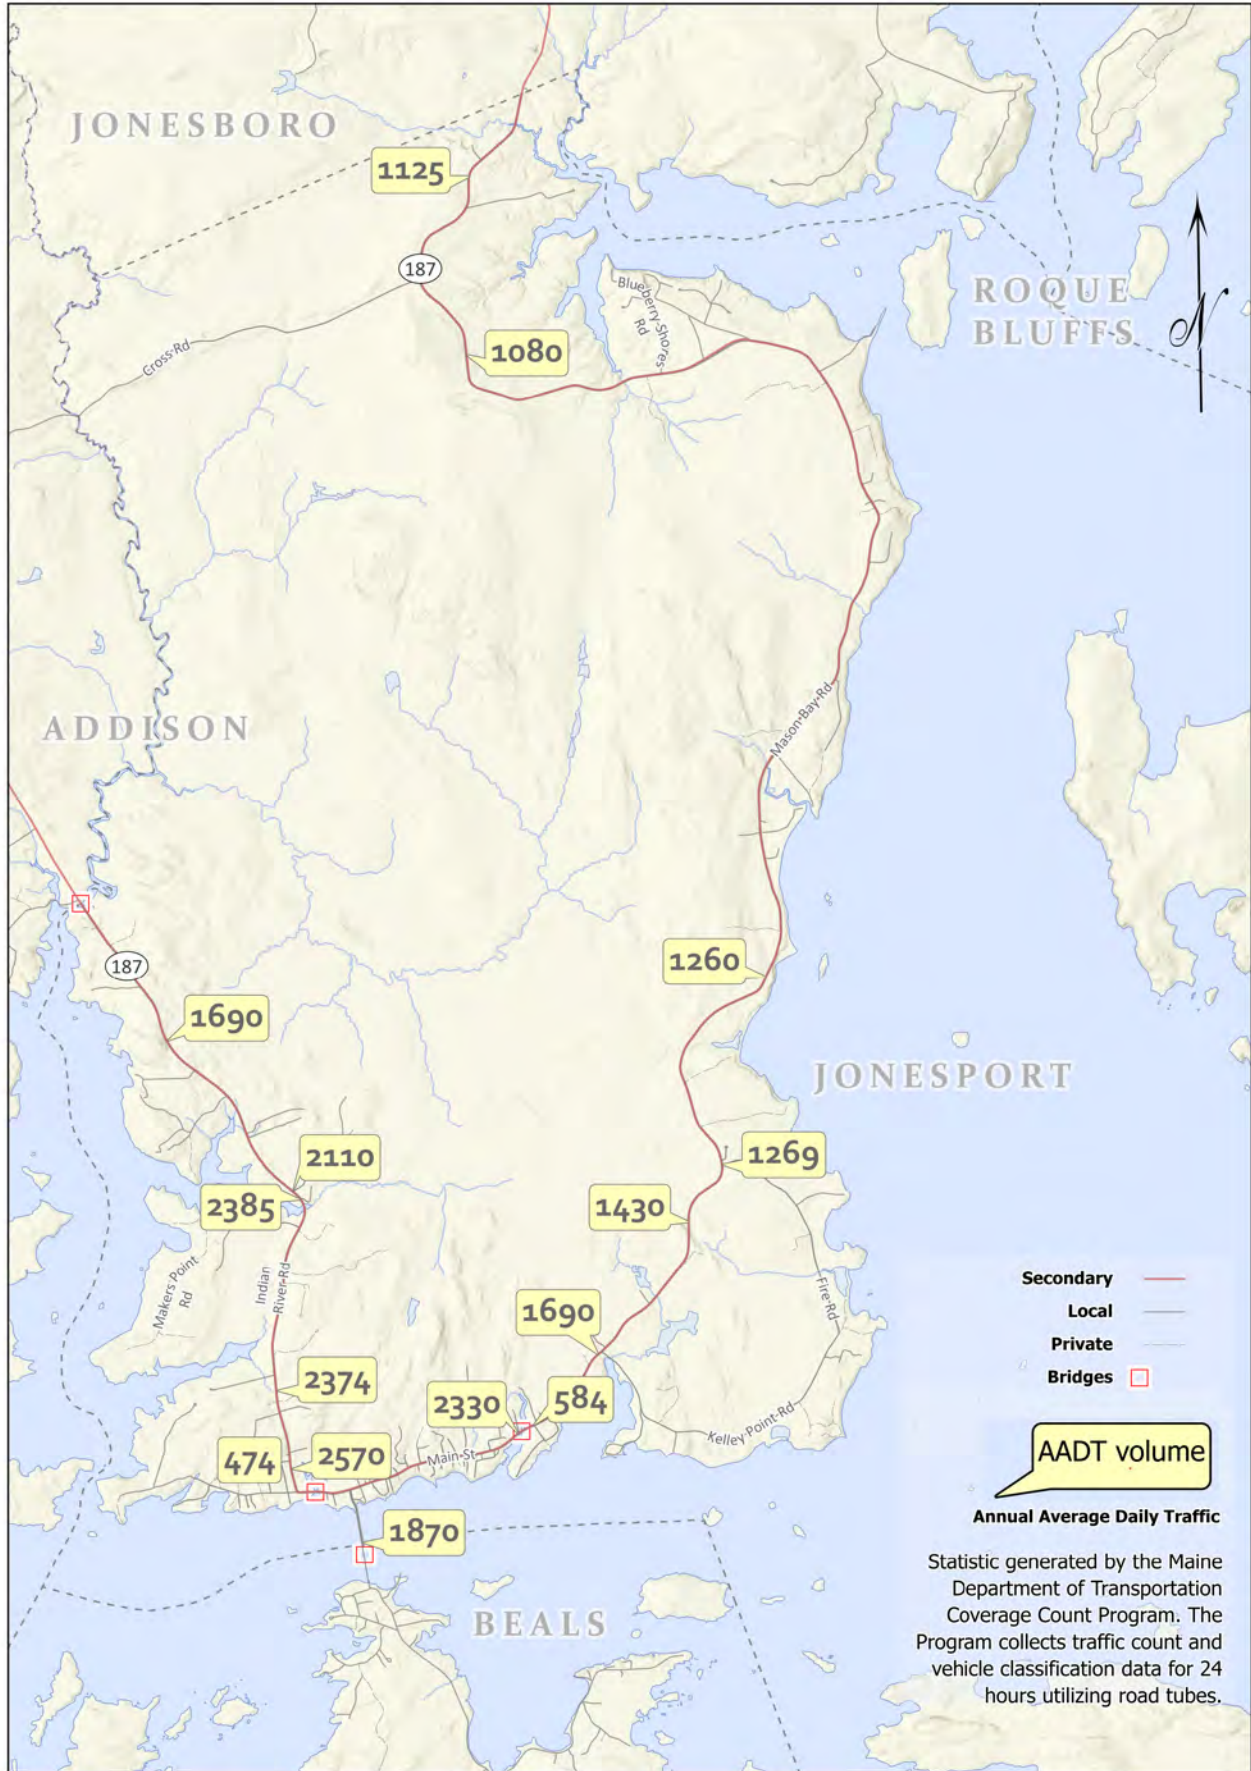 JONESBORO
1125
187
ROQUE
BLUFFS
N
Blueberry Shores
Rd
Cross Rd
1080
Mason Bay Rd
ADDISON
187
1260
1690
JONESPORT
2110
1269
2385
1430
Makers Point
Rd
Indian
River Rd
Fire Rd
1690
2374
2330
584
Kelley Point Rd
474
2570
Main St
1870
BEALS
Secondary
Local
Private
Bridges
AADT volume
Annual Average Daily Traffic
Statistic generated by the Maine
Department of Transportation
Coverage Count Program. The
Program collects traffic count and
vehicle classification data for 24
hours utilizing road tubes.